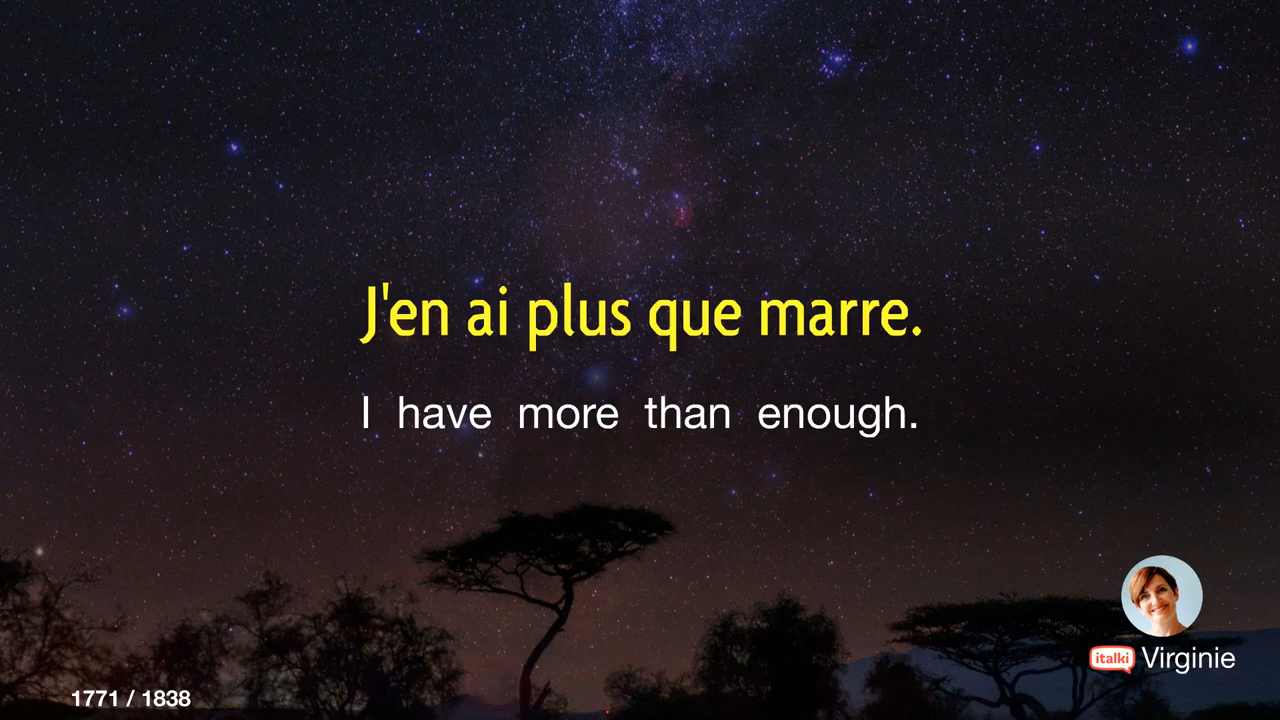 J'en ai plus que marre.
I have more than enough.
italki Virginie
1771 / 1838